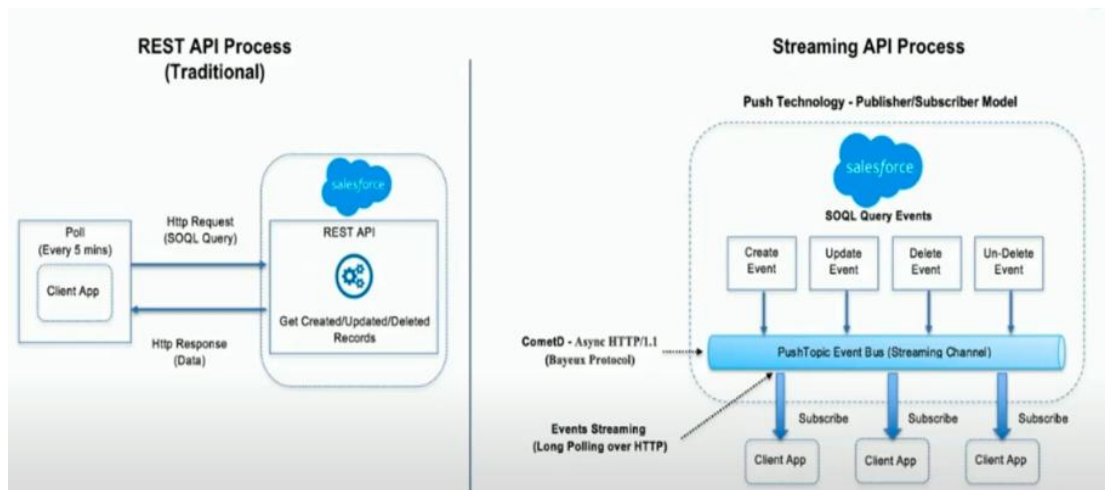 REST API Process
(Traditional)
Poll
(Every 5 mins)
Client App
Http Request
(SOQL Query)
Http Response
(Data)
salesforce
REST API
Get Created/Updated/Deleted
Records
Streaming API Process
Push Technology - Publisher/Subscriber Model
salesforce
SOQL Query Events
Create
Event
Update
Event
Delete
Event
Un-Delete
Event
CometD - Async HTTP/1.1
(Bayeux Protocol)
PushTopic Event Bus (Streaming Channel)
Events Streaming
(Long Polling over HTTP)
Subscribe
Subscribe
Subscribe
Client App
Client App
Client App